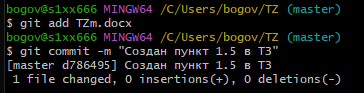 bogov@s1xx666 MINGW64 /C/Users/bogov/TZ (master)
$ git add TZm.docx
bogov@s1xx666 MINGW64 /C/Users/bogov/TZ (master)
$ git commit -m "Создан пункт 1.5 в ТЗ"
[master d786495] Создан пункт 1.5 в ТЗ
1 file changed, 0 insertions(+), 0 deletions(-)